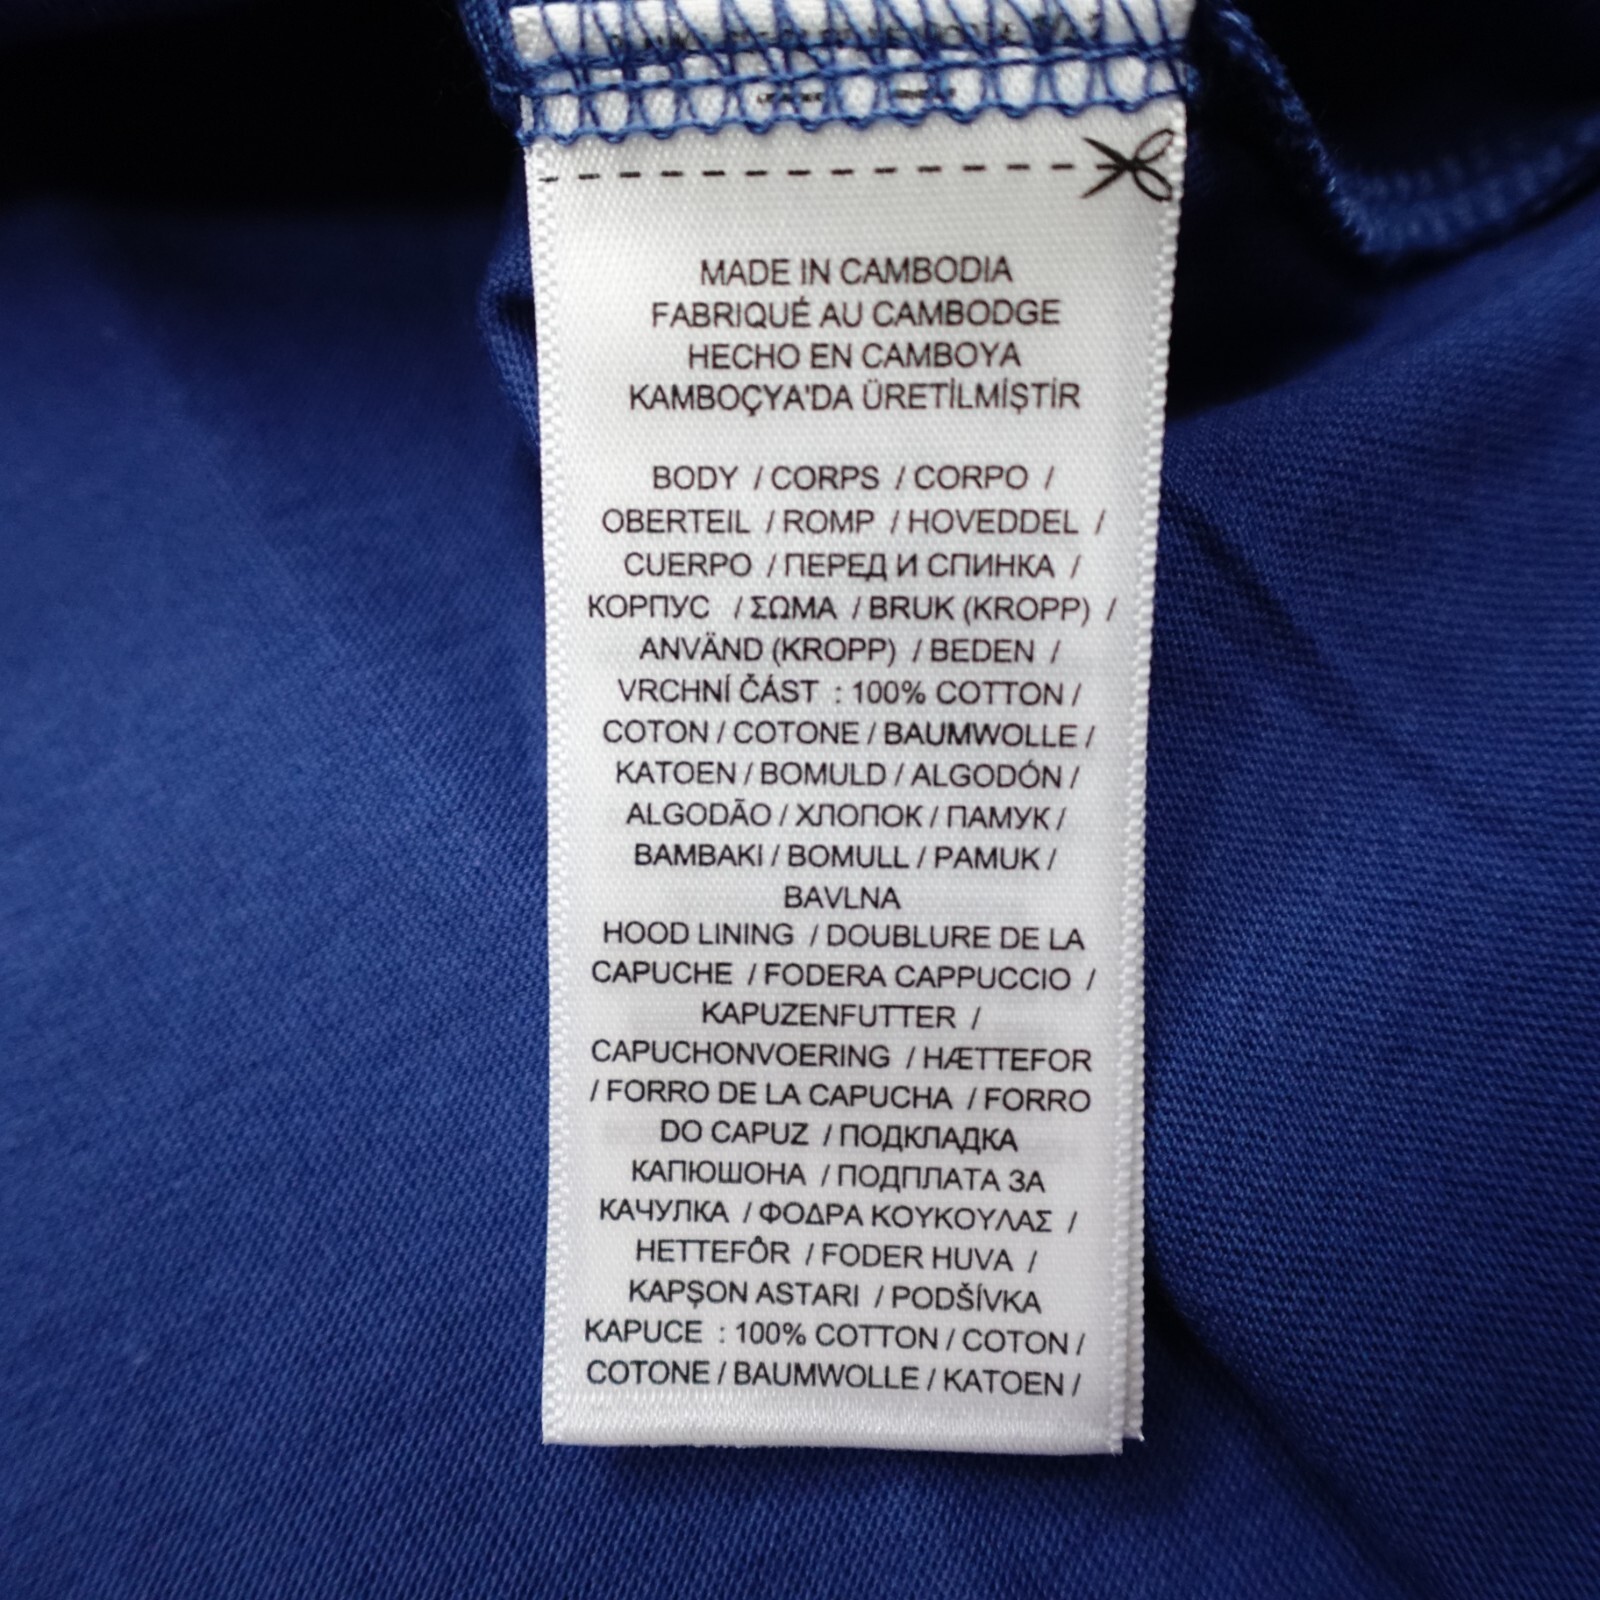 MADE IN CAMBODIA
FABRIQUÉ AU CAMBODGE
HECHO EN CAMBOYA
KAMBOÇYA'DA ÜRETİLMİŞTİR
BODY / CORPS / CORPO /
OBERTEIL / ROMP / HOVEDDEL /
CUERPO / ПЕРЕД И СПИНКА /
КОРПУС / ΣΩΜΑ / BRUK (KROPP) /
ANVÄND (KROPP) / BEDEN /
VRCHNÍ ČÁST : 100% COTTON /
COTON / COTONE / BAUMWOLLE /
KATOEN / BOMULD / ALGODÓN /
ALGODÃO / ХЛОПОК / ПАМУК /
BAMBAKI / BOMULL / PAMUK /
BAVLNA
HOOD LINING / DOUBLURE DE LA
CAPUCHE / FODERA CAPPUCCIO /
KAPUZENFUTTER /
CAPUCHONVOERING / HÆTTEFOR
/ FORRO DE LA CAPUCHA / FORRO
DO CAPUZ / ПОДКЛАДКА
КАПЮШОНА / ПОДПЛАТА ЗА
КАЧУЛКА / ΦΟΔΡΑ ΚΟΥΚΟΥΛΑΣ /
HETTEFÔR / FODER HUVA /
KAPŞON ASTARI / PODŠÍVKA
KAPUCE : 100% COTTON / COTON /
COTONE / BAUMWOLLE / KATOEN /